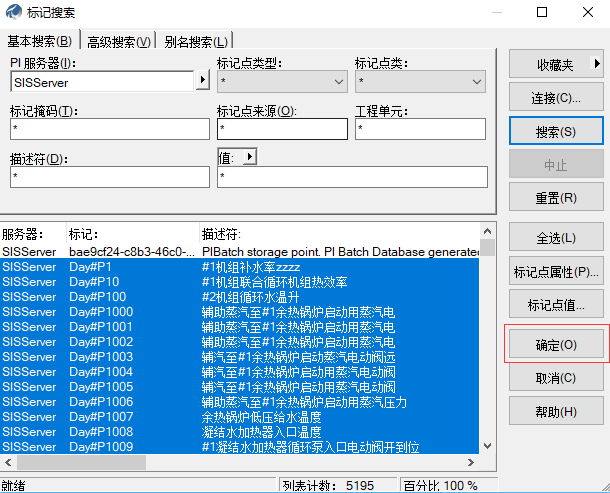 标记搜索
基本搜索(B) 高级搜索(V) 别名搜索(L)
PI 服务器(I): 标记点类型: 标记点类:
SISServer * *
标记掩码(T): 标记点来源(O): 工程单元:
* * *
描述符(D): 值:
* *
收藏夹
连接(C)...
搜索(S)
中止
重置(R)
全选(L)
标记点属性(P)...
标记点值...
确定(O)
取消(C)
帮助(H)
服务器: 标记: 描述符:
SISServer bae9cf24-c8b3-46c0-... PIBatch storage point. PI Batch Database generated
SISServer Day#P1 #1机组补水率zzzz
SISServer Day#P10 #1机组联合循环机组热效率
SISServer Day#P100 #2机组循环水温升
SISServer Day#P1000 辅助蒸汽至#1余热锅炉启动用蒸汽电
SISServer Day#P1001 辅助蒸汽至#1余热锅炉启动用蒸汽电
SISServer Day#P1002 辅助蒸汽至#1余热锅炉启动用蒸汽电
SISServer Day#P1003 辅汽至#1余热锅炉启动蒸汽电动阀远
SISServer Day#P1004 辅汽至#1余热锅炉启动用蒸汽电动阀
SISServer Day#P1005 辅汽至#1余热锅炉启动用蒸汽电动阀
SISServer Day#P1006 辅助蒸汽至#1余热锅炉启动用蒸汽压力
SISServer Day#P1007 余热锅炉低压给水温度
SISServer Day#P1008 凝结水加热器入口温度
SISServer Day#P1009 #1凝结水加热器循环泵入口电动阀开到位
就绪 列表计数: 5195 百分比 100 %